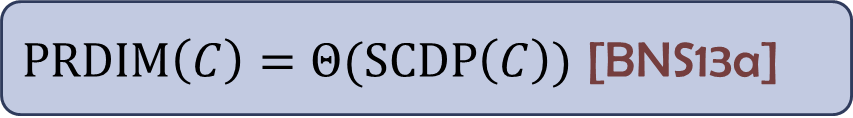 PRDIM(𝐶) = Θ(SCDP(𝐶)) [BNS13a]